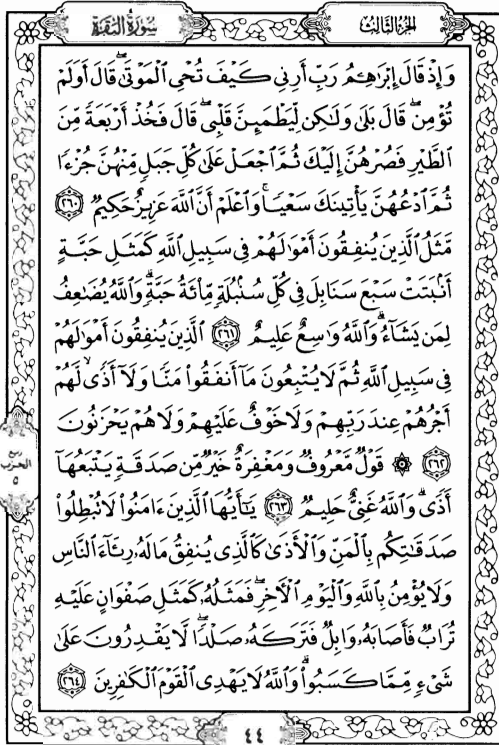 الجزء الثالث
سورة البقرة
وَإِذْ قَالَ إِبْرَٰهِـۧمُ رَبِّ أَرِنِي كَيْفَ تُحْيِ ٱلْمَوْتَىٰ ۖ قَالَ أَوَلَمْ
تُؤْمِن ۖ قَالَ بَلَىٰ وَلَٰكِن لِّيَطْمَئِنَّ قَلْبِي ۖ قَالَ فَخُذْ أَرْبَعَةً مِّنَ
ٱلطَّيْرِ فَصُرْهُنَّ إِلَيْكَ ثُمَّ ٱجْعَلْ عَلَىٰ كُلِّ جَبَلٍ مِّنْهُنَّ جُزْءًا
ثُمَّ ٱدْعُهُنَّ يَأْتِينَكَ سَعْيًا ۚ وَٱعْلَمْ أَنَّ ٱللَّهَ عَزِيزٌ حَكِيمٌ ٢٦٠
مَّثَلُ ٱلَّذِينَ يُنفِقُونَ أَمْوَٰلَهُمْ فِي سَبِيلِ ٱللَّهِ كَمَثَلِ حَبَّةٍ
أَنۢبَتَتْ سَبْعَ سَنَابِلَ فِي كُلِّ سُنۢبُلَةٍ مِّا۟ئَةُ حَبَّةٍ ۗ وَٱللَّهُ يُضَٰعِفُ
لِمَن يَشَآءُ ۗ وَٱللَّهُ وَٰسِعٌ عَلِيمٌ ٢٦١ ٱلَّذِينَ يُنفِقُونَ أَمْوَٰلَهُمْ
فِي سَبِيلِ ٱللَّهِ ثُمَّ لَا يُتْبِعُونَ مَآ أَنفَقُوا۟ مَنًّا وَلَآ أَذًى ۙ لَّهُمْ
أَجْرُهُمْ عِندَ رَبِّهِمْ وَلَا خَوْفٌ عَلَيْهِمْ وَلَا هُمْ يَحْزَنُونَ
٢٦٢ ۞ قَوْلٌ مَّعْرُوفٌ وَمَغْفِرَةٌ خَيْرٌ مِّن صَدَقَةٍ يَتْبَعُهَآ
أَذًى ۗ وَٱللَّهُ غَنِيٌّ حَلِيمٌ ٢٦٣ يَٰٓأَيُّهَا ٱلَّذِينَ ءَامَنُوا۟ لَا تُبْطِلُوا۟
صَدَقَٰتِكُم بِٱلْمَنِّ وَٱلْأَذَىٰ كَٱلَّذِي يُنفِقُ مَالَهُۥ رِئَآءَ ٱلنَّاسِ
وَلَا يُؤْمِنُ بِٱللَّهِ وَٱلْيَوْمِ ٱلْأَخِرِ ۖ فَمَثَلُهُۥ كَمَثَلِ صَفْوَانٍ عَلَيْهِ
تُرَابٌ فَأَصَابَهُۥ وَابِلٌ فَتَرَكَهُۥ صَلْدًا ۖ لَّا يَقْدِرُونَ عَلَىٰ
شَيْءٍ مِّمَّا كَسَبُوا۟ ۗ وَٱللَّهُ لَا يَهْدِي ٱلْقَوْمَ ٱلْكَٰفِرِينَ ٢٦٤
ربع
الحزب
٥
٤٤